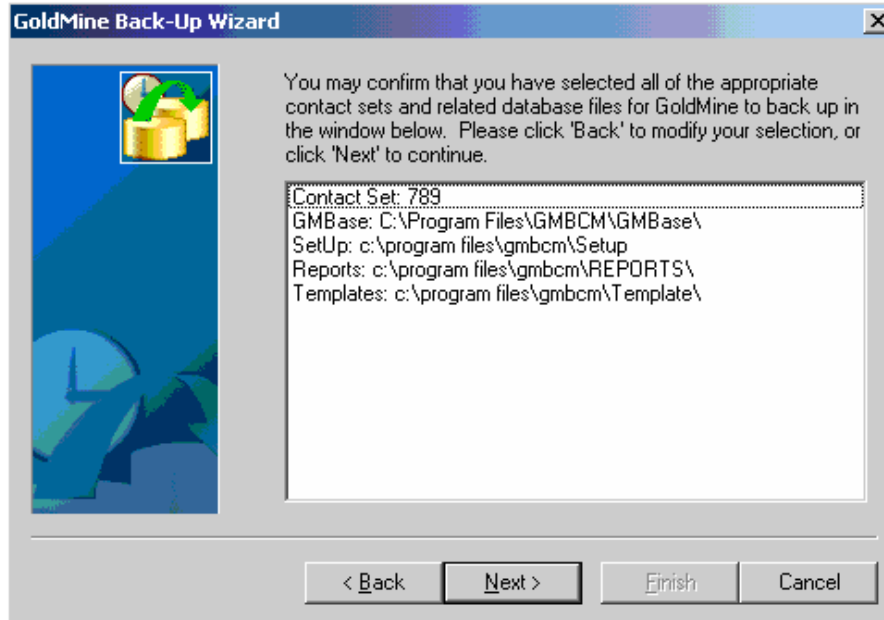 GoldMine Back-Up Wizard
You may confirm that you have selected all of the appropriate
contact sets and related database files for GoldMine to back up in
the window below.  Please click 'Back' to modify your selection, or
click 'Next' to continue.
Contact Set: 789
GMBase: C:\Program Files\GMBCM\GMBase\
SetUp: c:\program files\gmbcm\Setup
Reports: c:\program files\gmbcm\REPORTS\
Templates: c:\program files\gmbcm\Template\
< Back
Next >
Finish
Cancel